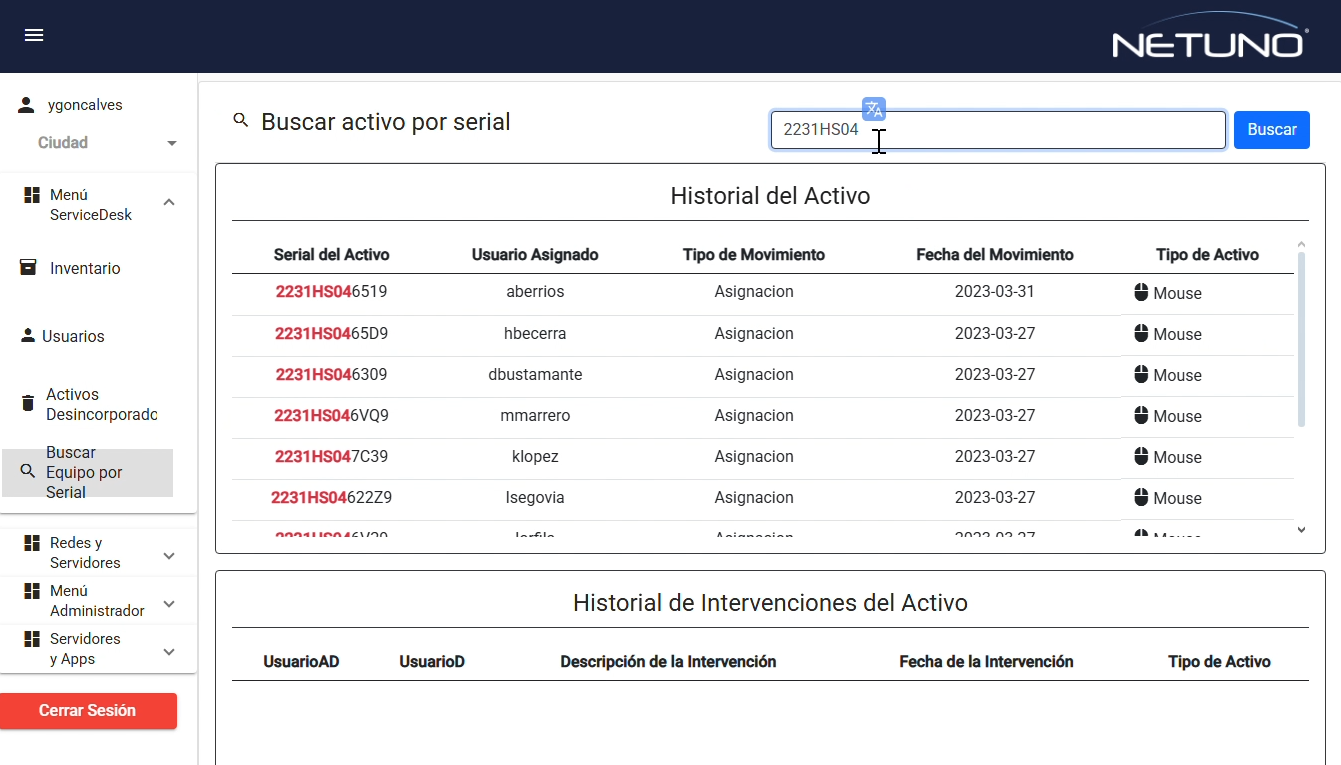 NETUNO
ygoncalves
Ciudad
Menú
ServiceDesk
Inventario
Usuarios
Activos
Desincorporado
Buscar
Equipo por
Serial
Redes y
Servidores
Menú
Administrador
Servidores
y Apps
Cerrar Sesión
Buscar activo por serial
2231HS04
Buscar
Historial del Activo
Serial del Activo Usuario Asignado Tipo de Movimiento Fecha del Movimiento Tipo de Activo
2231HS046519 aberrios Asignacion 2023-03-31 Mouse
2231HS0465D9 hbecerra Asignacion 2023-03-27 Mouse
2231HS046309 dbustamante Asignacion 2023-03-27 Mouse
2231HS046VQ9 mmarrero Asignacion 2023-03-27 Mouse
2231HS047C39 klopez Asignacion 2023-03-27 Mouse
2231HS04622Z9 lsegovia Asignacion 2023-03-27 Mouse
Asignacion 2023-03-27 Mouse
Historial de Intervenciones del Activo
UsuarioAD UsuarioD Descripción de la Intervención Fecha de la Intervención Tipo de Activo